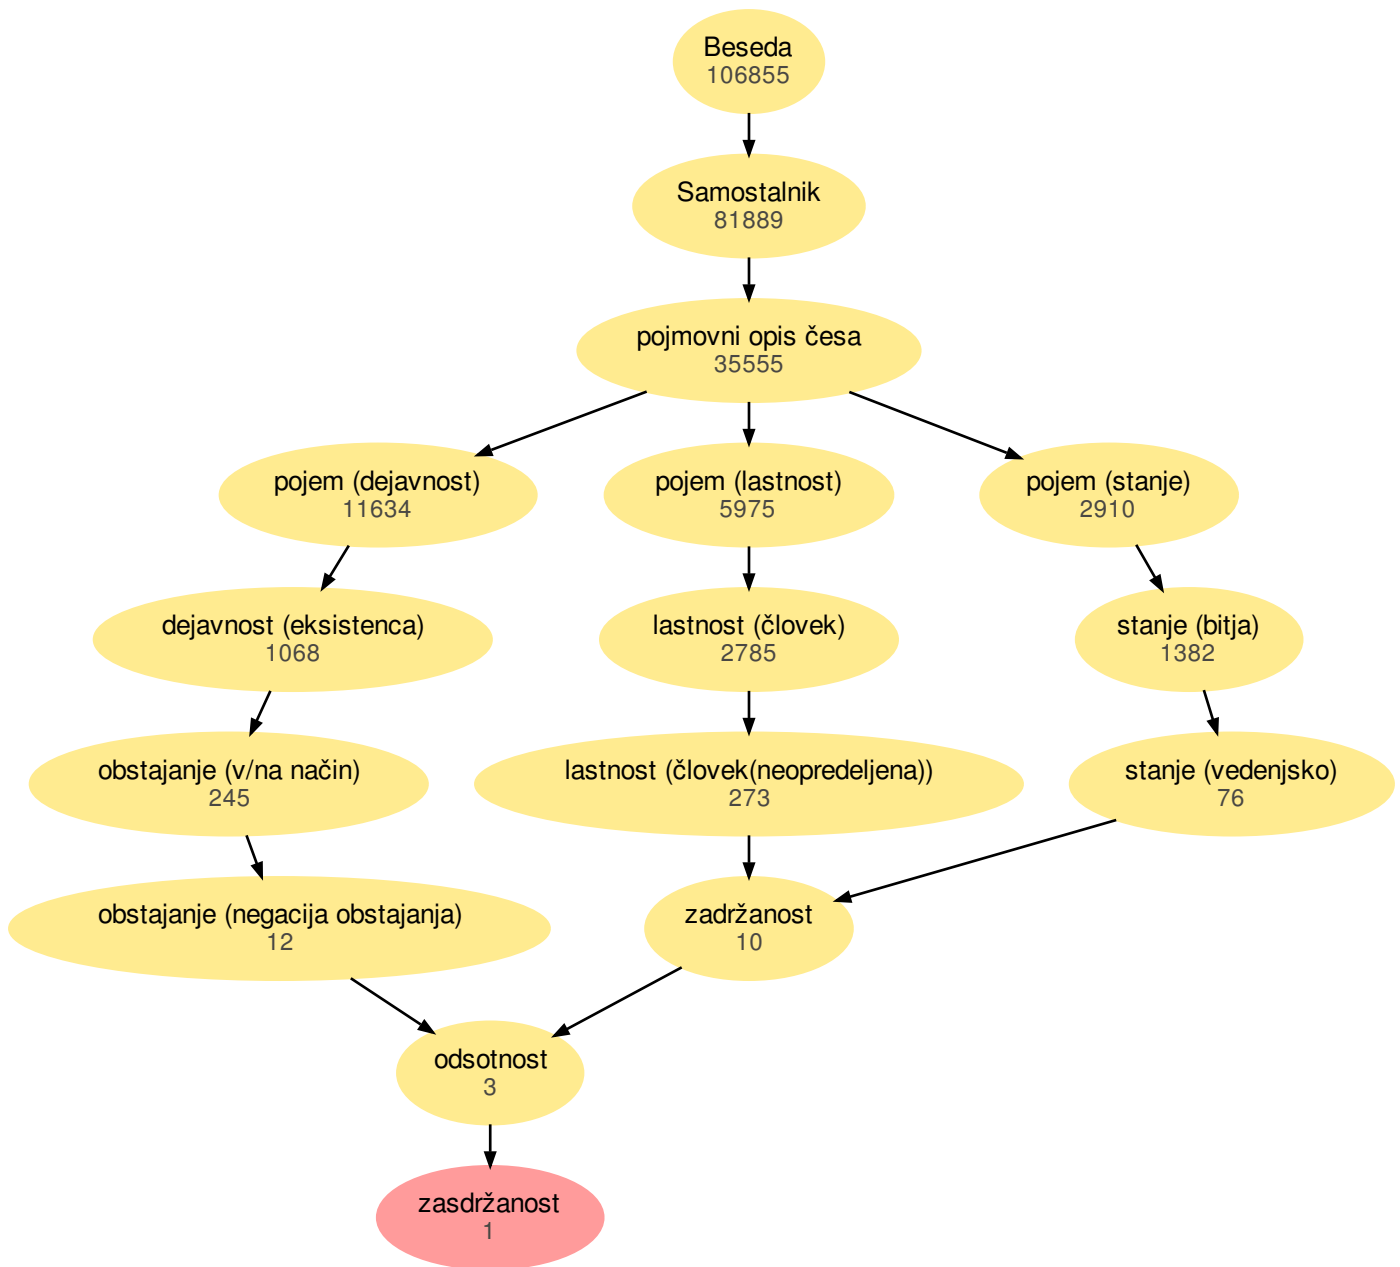 Beseda
106855
Samostalnik
81889
pojmovni opis česa
35555
pojem (dejavnost)
11634
pojem (lastnost)
5975
pojem (stanje)
2910
dejavnost (eksistenca)
1068
lastnost (človek)
2785
stanje (bitja)
1382
obstajanje (v/na način)
245
lastnost (človek(neopredeljena))
273
stanje (vedenjsko)
76
obstajanje (negacija obstajanja)
12
zadržanost
10
odsotnost
3
zasdržanost
1